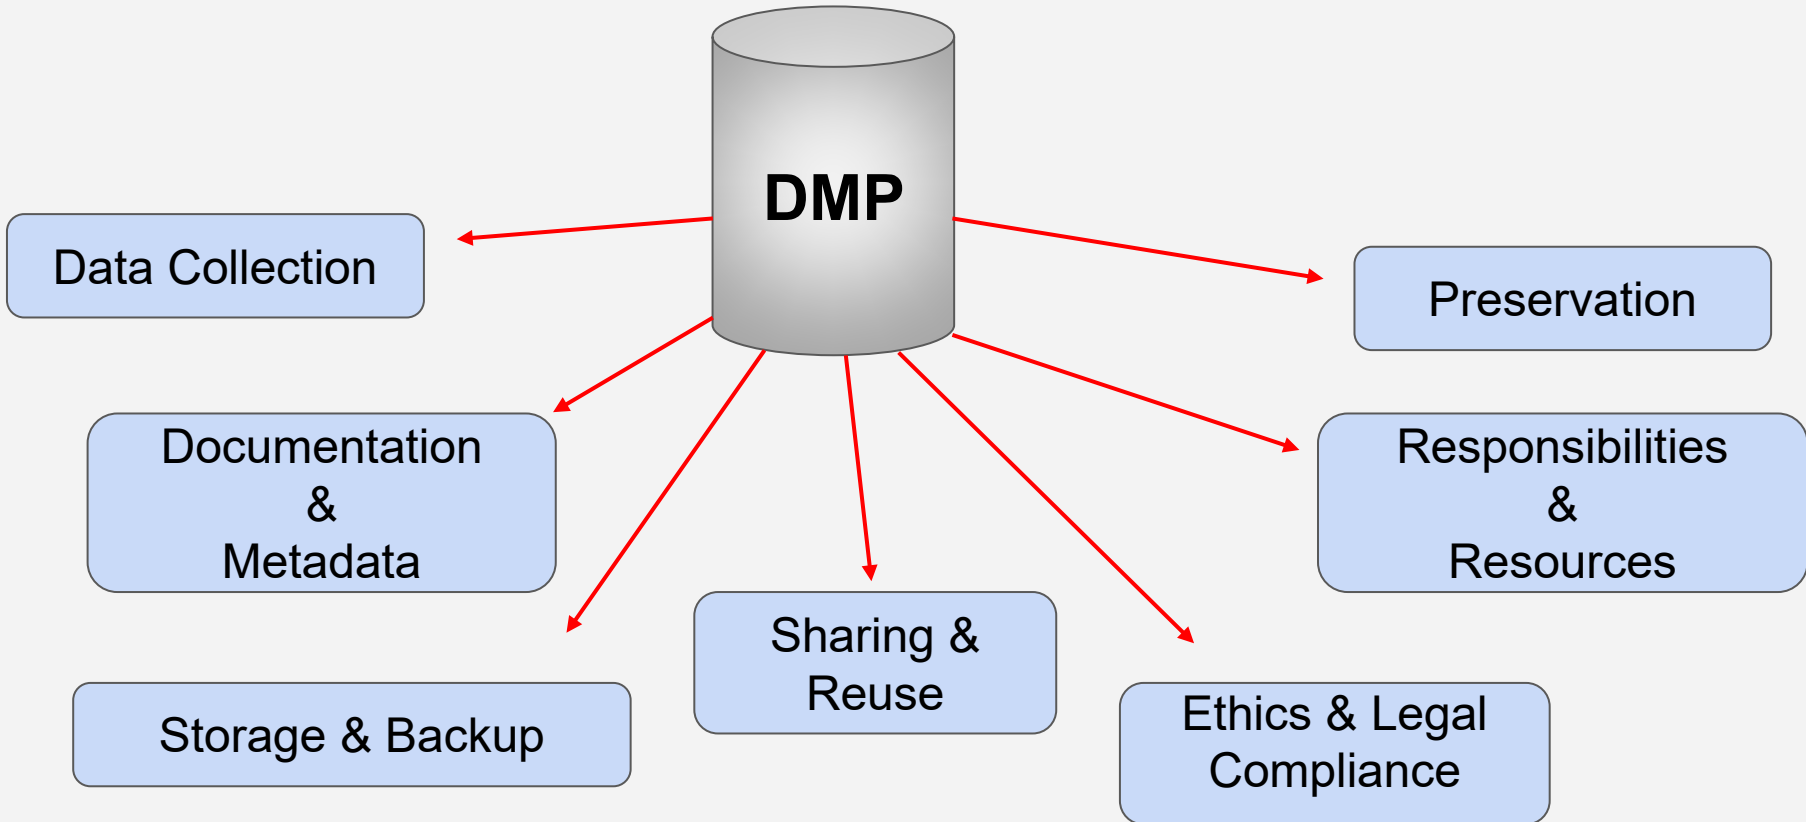 DMP
Data Collection
Preservation
Documentation
&
Metadata
Responsibilities
&
Resources
Sharing &
Reuse
Storage & Backup
Ethics & Legal
Compliance